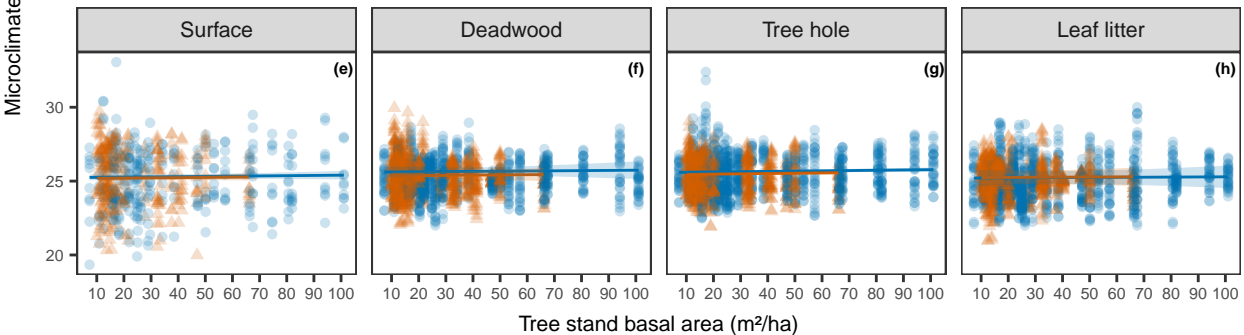 Microclimate
Surface Deadwood Tree hole Leaf litter
(e) (f) (g) (h)
30
25
20
10 20 30 40 50 60 70 80 90 100 10 20 30 40 50 60 70 80 90 100 10 20 30 40 50 60 70 80 90 100 10 20 30 40 50 60 70 80 90 100
Tree stand basal area (m²/ha)